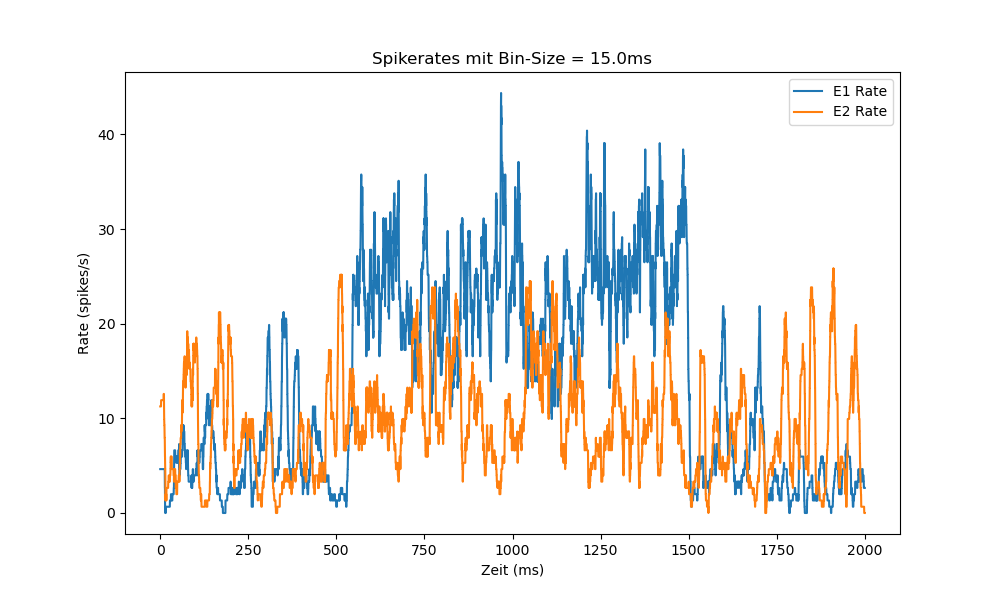 Spikerates mit Bin-Size = 15.0ms
E1 Rate
E2 Rate
Rate (spikes/s)
40
30
20
10
0
0 250 500 750 1000 1250 1500 1750 2000
Zeit (ms)